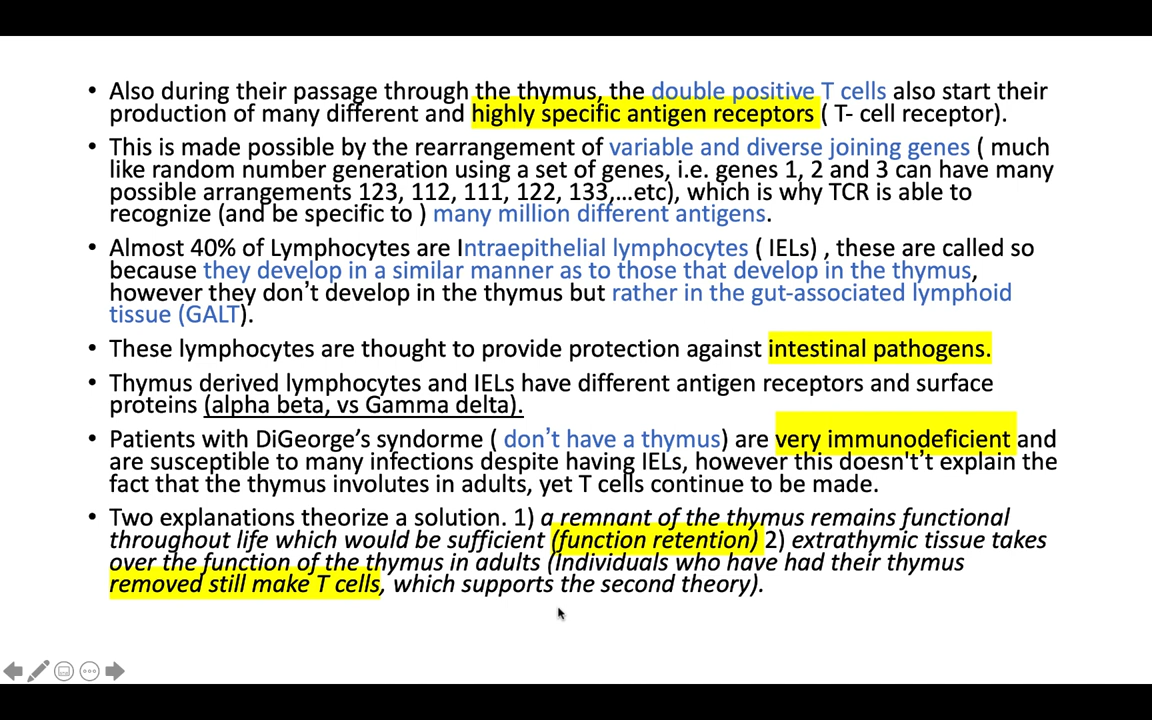 • Also during their passage through the thymus, the double positive T cells also start their
production of many different and highly specific antigen receptors ( T- cell receptor).
• This is made possible by the rearrangement of variable and diverse joining genes ( much
like random number generation using a set of genes, i.e. genes 1, 2 and 3 can have many
possible arrangements 123, 112, 111, 122, 133,...etc), which is why TCR is able to
recognize (and be specific to ) many million different antigens.
• Almost 40% of Lymphocytes are Intraepithelial lymphocytes ( IELs) , these are called so
because they develop in a similar manner as to those that develop in the thymus,
however they don’t develop in the thymus but rather in the gut-associated lymphoid
tissue (GALT).
• These lymphocytes are thought to provide protection against intestinal pathogens.
• Thymus derived lymphocytes and IELs have different antigen receptors and surface
proteins (alpha beta, vs Gamma delta).
• Patients with DiGeorge’s syndorme ( don’t have a thymus) are very immunodeficient and
are susceptible to many infections despite having IELs, however this doesn't’t explain the
fact that the thymus involutes in adults, yet T cells continue to be made.
• Two explanations theorize a solution. 1) a remnant of the thymus remains functional
throughout life which would be sufficient (function retention) 2) extrathymic tissue takes
over the function of the thymus in adults (Individuals who have had their thymus
removed still make T cells, which supports the second theory).